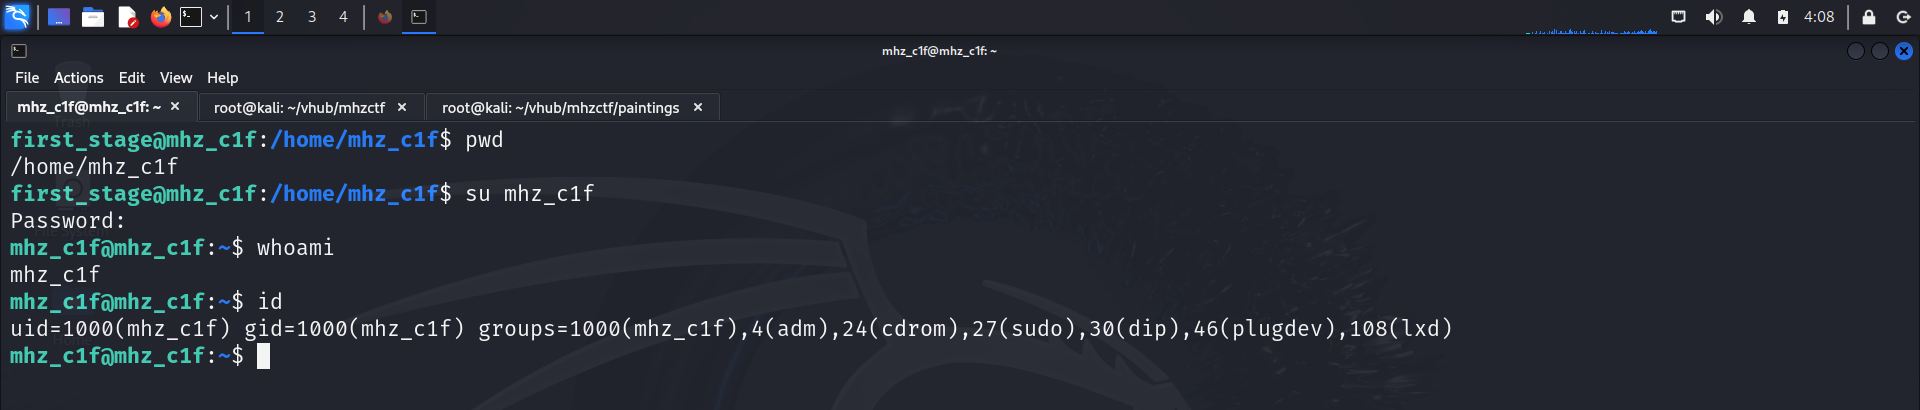 1 2 3 4 4:08
mhz_c1f@mhz_c1f: ~
File Actions Edit View Help
mhz_c1f@mhz_c1f: ~ × root@kali: ~/vhub/mhzctf × root@kali: ~/vhub/mhzctf/paintings ×
first_stage@mhz_c1f:/home/mhz_c1f$ pwd
/home/mhz_c1f
first_stage@mhz_c1f:/home/mhz_c1f$ su mhz_c1f
Password:
mhz_c1f@mhz_c1f:~$ whoami
mhz_c1f
mhz_c1f@mhz_c1f:~$ id
uid=1000(mhz_c1f) gid=1000(mhz_c1f) groups=1000(mhz_c1f),4(adm),24(cdrom),27(sudo),30(dip),46(plugdev),108(lxd)
mhz_c1f@mhz_c1f:~$